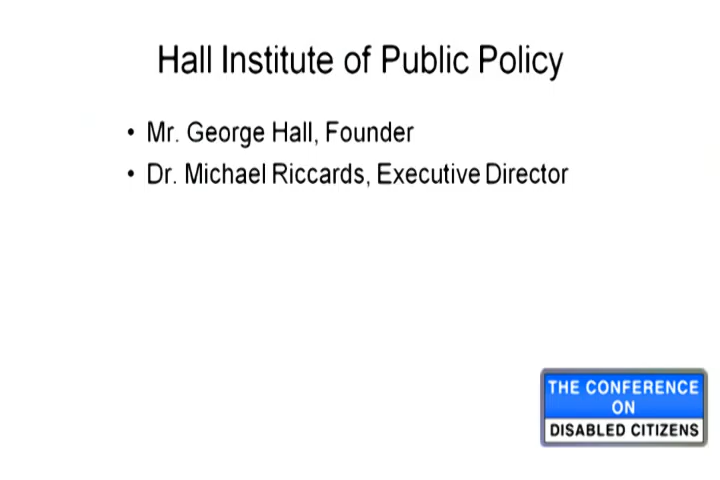 Hall Institute of Public Policy
• Mr. George Hall, Founder
• Dr. Michael Riccards, Executive Director
THE CONFERENCE
ON
DISABLED CITIZENS